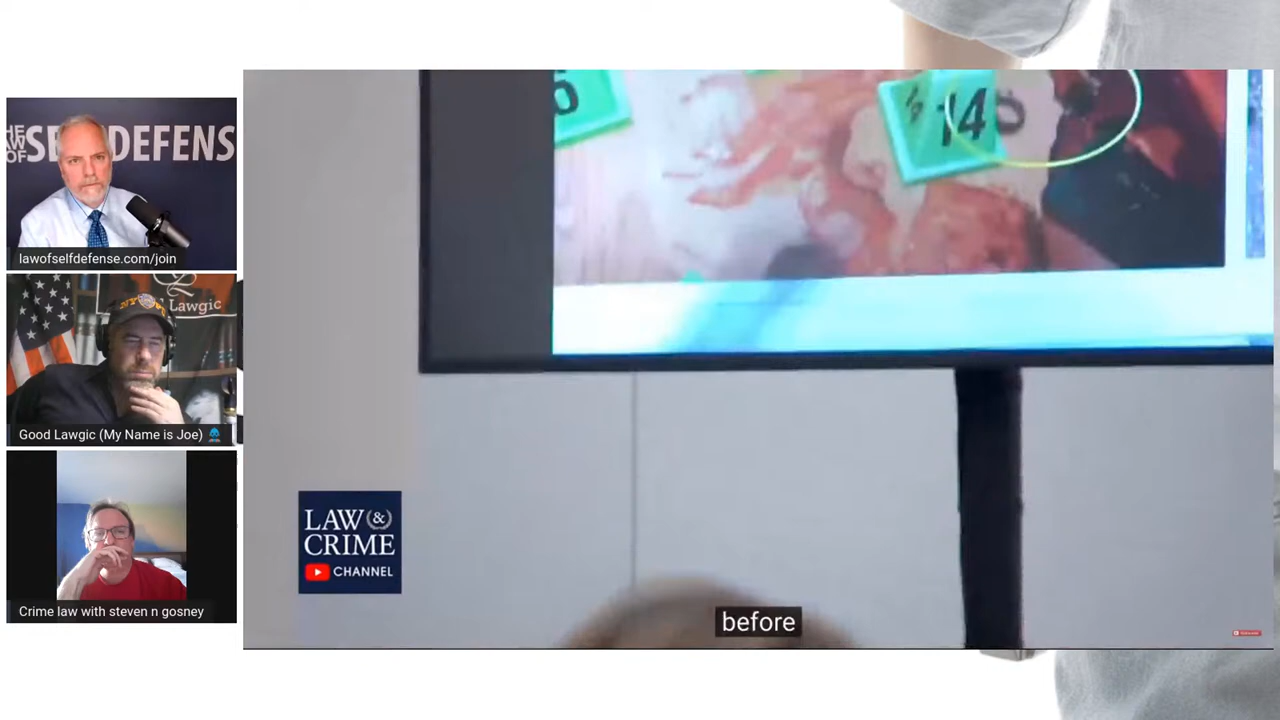 THE
LAW
OF
SELF DEFENSE
lawofselfdefense.com/join
Lawgic
Good Lawgic (My Name is Joe)
Crime law with steven n gosney
6
14
LAW &
CRIME
CHANNEL
before